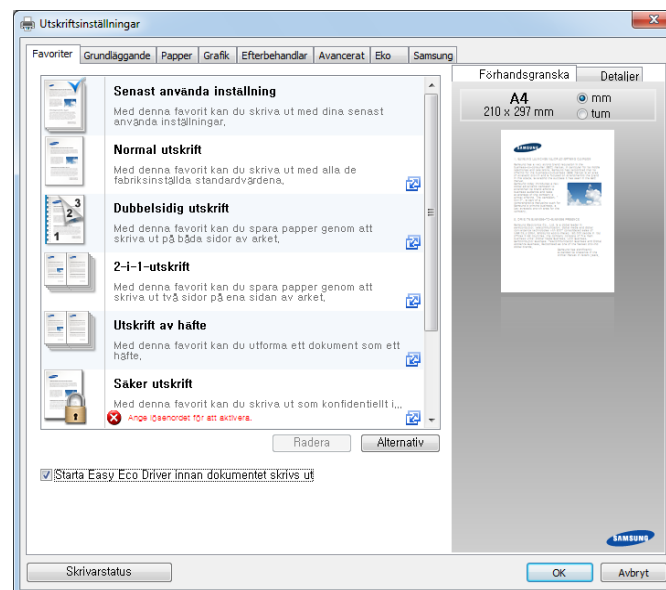 Utskriftsinställningar
Favoriter Grundläggande Papper Grafik Efterbehandlar Avancerat Eko Samsung
Senast använda inställning
Med denna favorit kan du skriva ut med dina senast
använda inställningar.
Normal utskrift
Med denna favorit kan du skriva ut med alla de
fabriksinställda standardvärdena.
Dubbelsidig utskrift
Med denna favorit kan du spara papper genom att
skriva ut på båda sidor av arket.
2-i-1-utskrift
Med denna favorit kan du spara papper genom att
skriva ut två sidor på ena sidan av arket.
Utskrift av häfte
Med denna favorit kan du utforma ett dokument som ett
häfte.
Säker utskrift
Med denna favorit kan du skriva ut som konfidentiellt i...
Ange lösenordet för att aktivera.
1
2
3
Radera Alternativ
Starta Easy Eco Driver innan dokumentet skrivs ut
Förhandsgranska Detaljer
A4
210 x 297 mm
mm
tum
SAMSUNG
SAMSUNG
Skrivarstatus
OK Avbryt